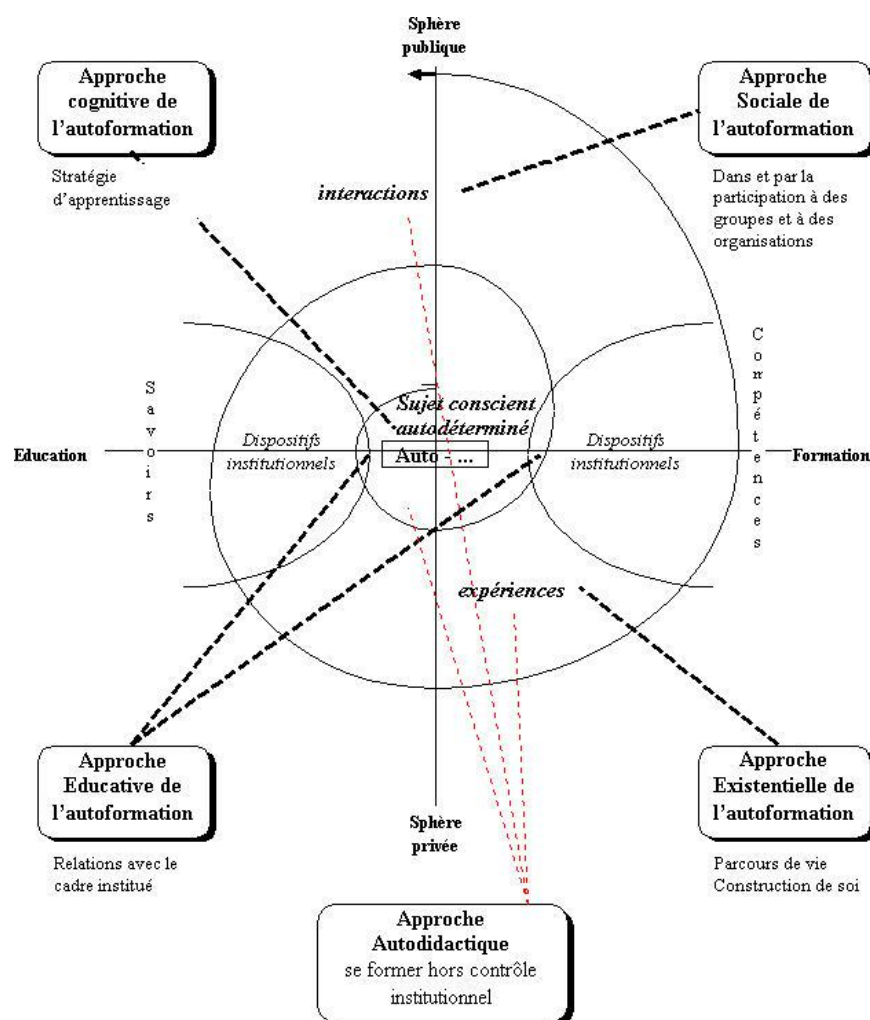 Sphère
publique
Approche
cognitive de
l'autoformation
Stratégie
d'apprentissage
Approche
Sociale de
l'autoformation
Dans et par la
participation à des
groupes et à des
organisations
interactions
Savoirs
Compétences
Sujet conscient
autodéterminé
Auto - ...
Education
Dispositifs
institutionnels
Dispositifs
institutionnels
Formation
expériences
Approche
Educative de
l'autoformation
Relations avec le
cadre institué
Sphère
privée
Approche
Existentielle de
l'autoformation
Parcours de vie
Construction de soi
Approche
Autodidactique
se former hors contrôle
institutionnel